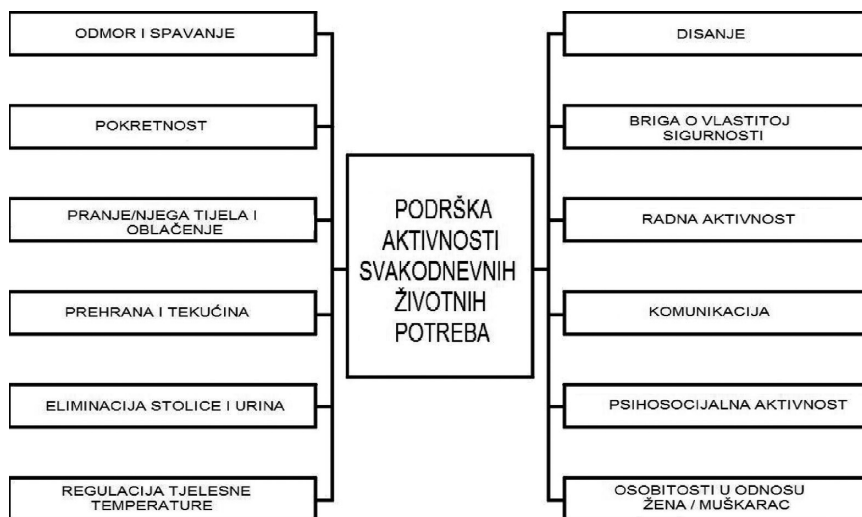 ODMOR I SPAVANJE
POKRETNOST
PRANJE/NJEGA TIJELA I
OBLAČENJE
PREHRANA I TEKUĆINA
ELIMINACIJA STOLICE I URINA
REGULACIJA TJELESNE
TEMPERATURE
PODRŠKA
AKTIVNOSTI
SVAKODNEVNIH
ŽIVOTNIH
POTREBA
DISANJE
BRIGA O VLASTITOJ
SIGURNOSTI
RADNA AKTIVNOST
KOMUNIKACIJA
PSIHOSOCIJALNA AKTIVNOST
OSOBITOSTI U ODNOSU
ŽENA / MUŠKARAC